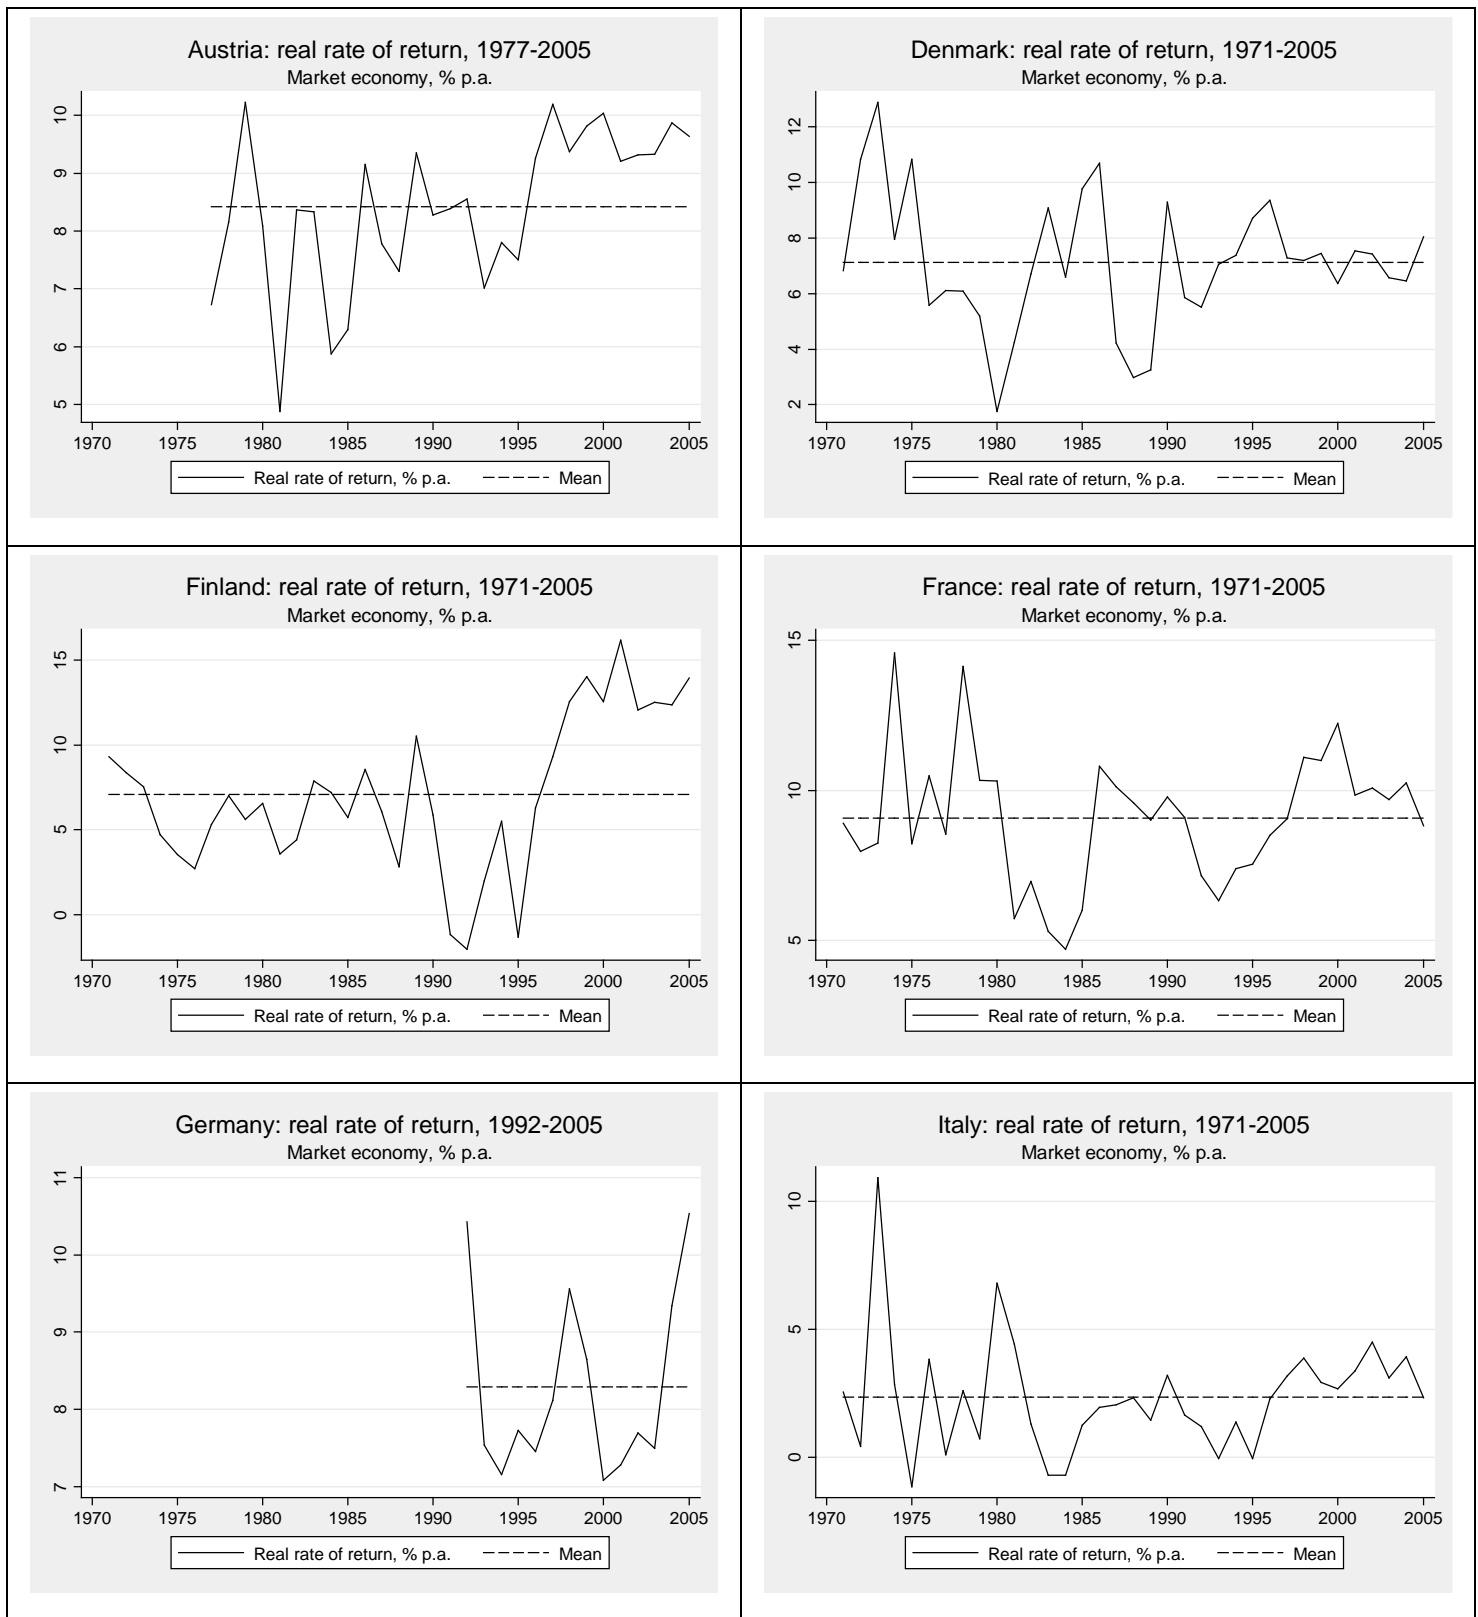 Austria: real rate of return, 1977-2005
Market economy, % p.a.
10
9
8
7
6
5
1970 1975 1980 1985 1990 1995 2000 2005
Real rate of return, % p.a. Mean
Denmark: real rate of return, 1971-2005
Market economy, % p.a.
12
10
8
6
4
2
1970 1975 1980 1985 1990 1995 2000 2005
Real rate of return, % p.a. Mean
Finland: real rate of return, 1971-2005
Market economy, % p.a.
15
10
5
0
1970 1975 1980 1985 1990 1995 2000 2005
Real rate of return, % p.a. Mean
France: real rate of return, 1971-2005
Market economy, % p.a.
15
10
5
1970 1975 1980 1985 1990 1995 2000 2005
Real rate of return, % p.a. Mean
Germany: real rate of return, 1992-2005
Market economy, % p.a.
11
10
9
8
7
1970 1975 1980 1985 1990 1995 2000 2005
Real rate of return, % p.a. Mean
Italy: real rate of return, 1971-2005
Market economy, % p.a.
10
5
0
1970 1975 1980 1985 1990 1995 2000 2005
Real rate of return, % p.a. Mean